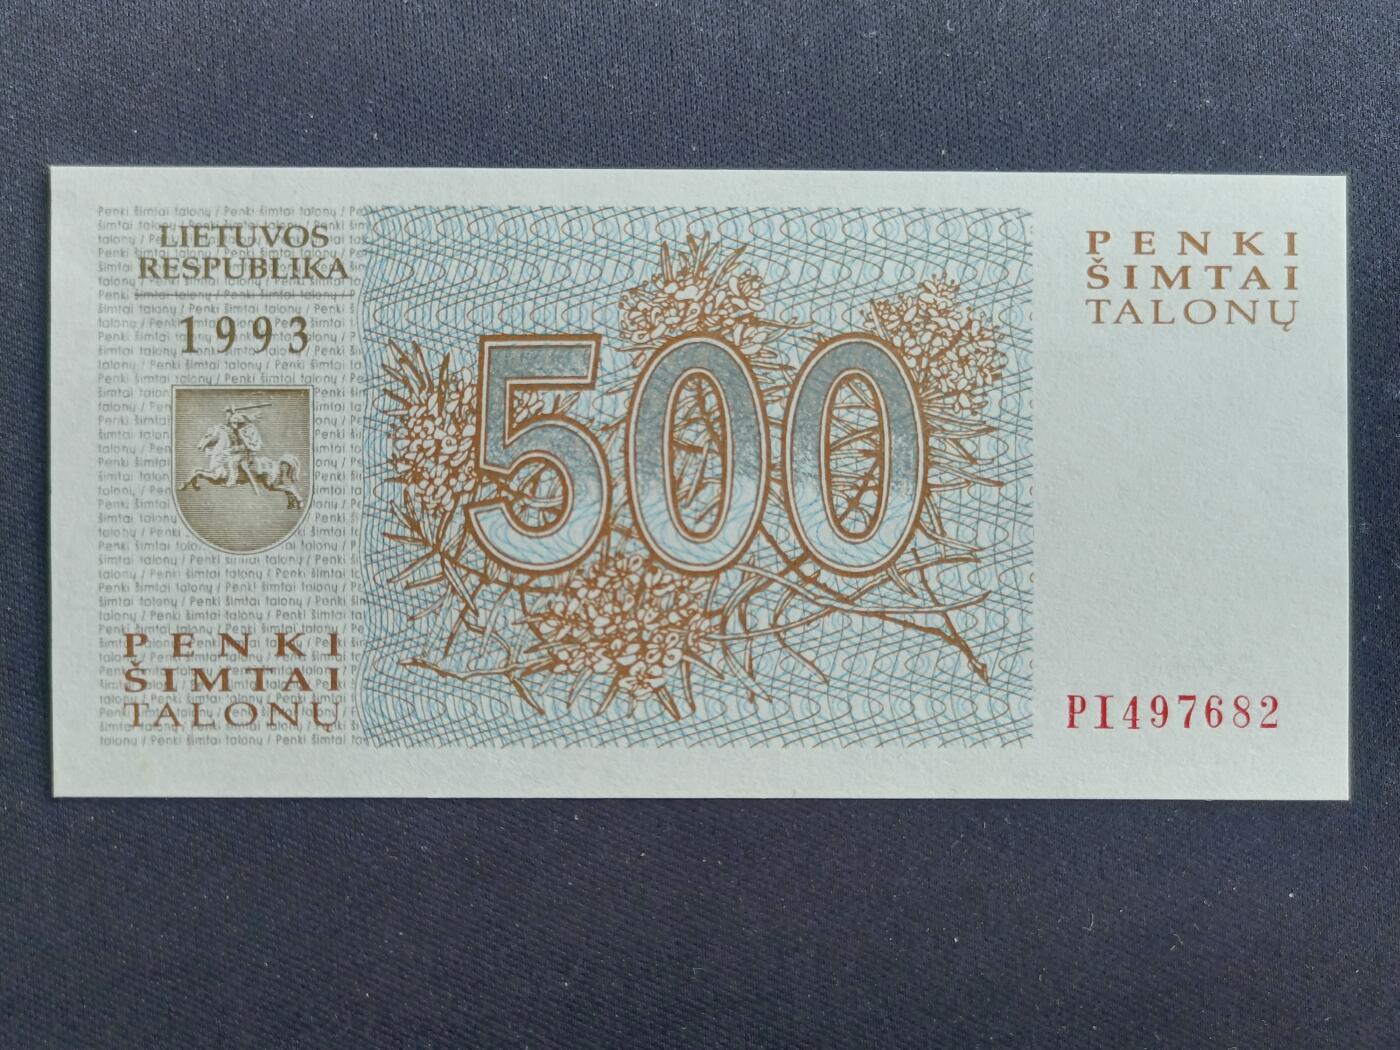 LIETUVOS
RESPUBLIKA
1993
PENKI
ŠIMTAI
TALONŲ
500
PENKI
ŠIMTAI
TALONŲ
PI497682